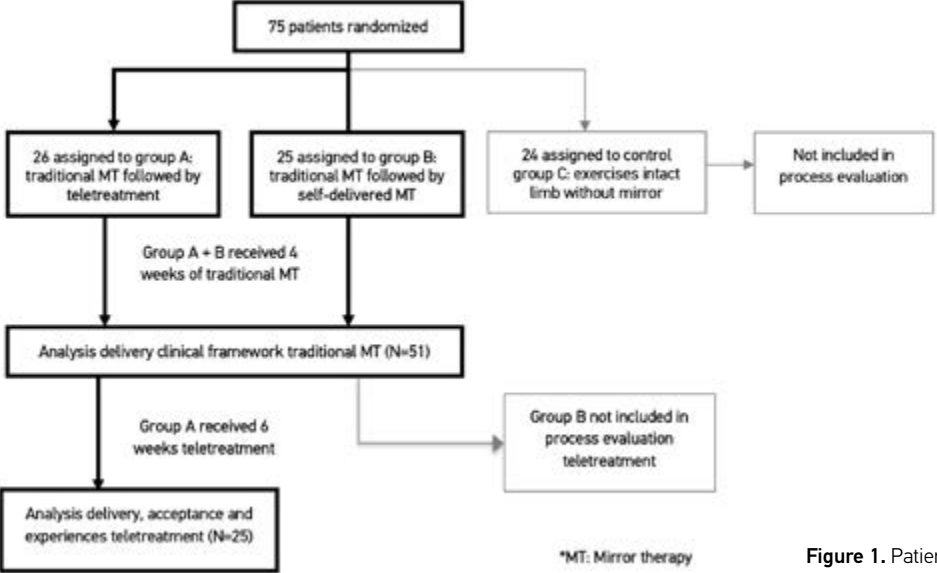 75 patients randomized
26 assigned to group A:
traditional MT followed by
teletreatment
25 assigned to group B:
traditional MT followed by
self-delivered MT
24 assigned to control
group C: exercises intact
limb without mirror
Not included in
process evaluation
Group A + B received 4
weeks of traditional MT
Analysis delivery clinical framework traditional MT (N=51)
Group A received 6
weeks teletreatment
Group B not included in
process evaluation
teletreatment
Analysis delivery, acceptance and
experiences teletreatment (N=25)
*MT: Mirror therapy
Figure 1. Patien